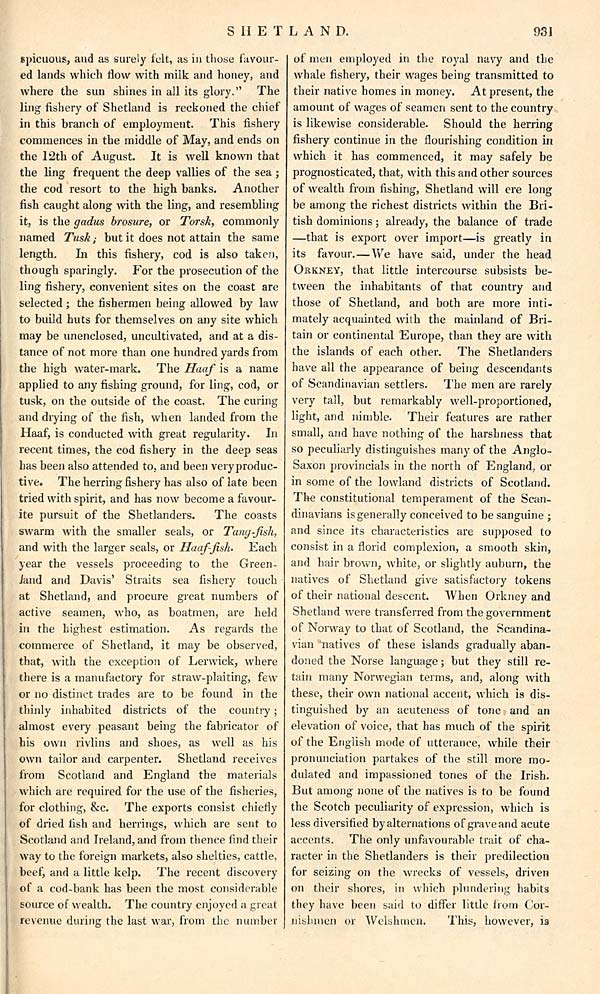 SHETLAND.
931
spicuous, and as surely felt, as in those favour-
ed lands which flow with milk and honey, and
where the sun shines in all its glory." The
ling fishery of Shetland is reckoned the chief
in this branch of employment. This fishery
commences in the middle of May, and ends on
the 12th of August. It is well known that
the ling frequent the deep vallies of the sea;
the cod resort to the high banks. Another
fish caught along with the ling, and resembling
it, is the gadus brosure, or Torsk, commonly
named Tusk; but it does not attain the same
length. In this fishery, cod is also taken,
though sparingly. For the prosecution of the
ling fishery, convenient sites on the coast are
selected; the fishermen being allowed by law
to build huts for themselves on any site which
may be unenclosed, uncultivated, and at a dis-
tance of not more than one hundred yards from
the high water-mark. The Haaf is a name
applied to any fishing ground, for ling, cod, or
tusk, on the outside of the coast. The curing
and drying of the fish, when landed from the
Haaf, is conducted with great regularity. In
recent times, the cod fishery in the deep seas
has been also attended to, and been very produc-
tive. The herring fishery has also of late been
tried with spirit, and has now become a favour-
ite pursuit of the Shetlanders. The coasts
swarm with the smaller seals, or Tang-fish,
and with the larger seals, or Haaf-fish. Each
year the vessels proceeding to the Green-
land and Davis' Straits sea fishery touch
at Shetland, and procure great numbers of
active seamen, who, as boatmen, are held
in the highest estimation. As regards the
commerce of Shetland, it may be observed,
that, with the exception of Lerwick, where
there is a manufactory for straw-plaiting, few
or no distinct trades are to be found in the
thinly inhabited districts of the country;
almost every peasant being the fabricator of
his own rivlins and shoes, as well as his
own tailor and carpenter. Shetland receives
from Scotland and England the materials
which are required for the use of the fisheries,
for clothing, &c. The exports consist chiefly
of dried fish and herrings, which are sent to
Scotland and Ireland, and from thence find their
way to the foreign markets, also shelties, cattle,
beef, and a little kelp. The recent discovery
of a cod-bank has been the most considerable
source of wealth. The country enjoyed a great
revenue during the last war, from the number
of men employed in the royal navy and the
whale fishery, their wages being transmitted to
their native homes in money. At present, the
amount of wages of seamen sent to the country
is likewise considerable. Should the herring
fishery continue in the flourishing condition in
which it has commenced, it may safely be
prognosticated, that, with this and other sources
of wealth from fishing, Shetland will ere long
be among the richest districts within the Bri-
tish dominions; already, the balance of trade
—that is export over import—is greatly in
its favour.—We have said, under the head
ORKNEY, that little intercourse subsists be-
tween the inhabitants of that country and
those of Shetland, and both are more inti-
mately acquainted with the mainland of Bri-
tain or continental Europe, than they are with
the islands of each other. The Shetlanders
have all the appearance of being descendants
of Scandinavian settlers. The men are rarely
very tall, but remarkably well-proportioned,
light, and nimble. Their features are rather
small, and have nothing of the harshness that
so peculiarly distinguishes many of the Anglo-
Saxon provincials in the north of England, or
in some of the lowland districts of Scotland.
The constitutional temperament of the Scan-
dinavians is generally conceived to be sanguine;
and since its characteristics are supposed to
consist in a florid complexion, a smooth skin,
and hair brown, white, or slightly auburn, the
natives of Shetland give satisfactory tokens
of their national descent. When Orkney and
Shetland were transferred from the government
of Norway to that of Scotland, the Scandina-
vian natives of these islands gradually aban-
doned the Norse language; but they still re-
tain many Norwegian terms, and, along with
these, their own national accent, which is dis-
tinguished by an acuteness of tone and an
elevation of voice, that has much of the spirit
of the English mode of utterance, while their
pronunciation partakes of the still more mo-
dulated and impassioned tones of the Irish.
But among none of the natives is to be found
the Scotch peculiarity of expression, which is
less diversified by alternations of grave and acute
accents. The only unfavourable trait of cha-
racter in the Shetlanders is their predilection
for seizing on the wrecks of vessels, driven
on their shores, in which plundering habits
they have been said to differ little from Cor-
nishmen or Welshmen. This, however, is